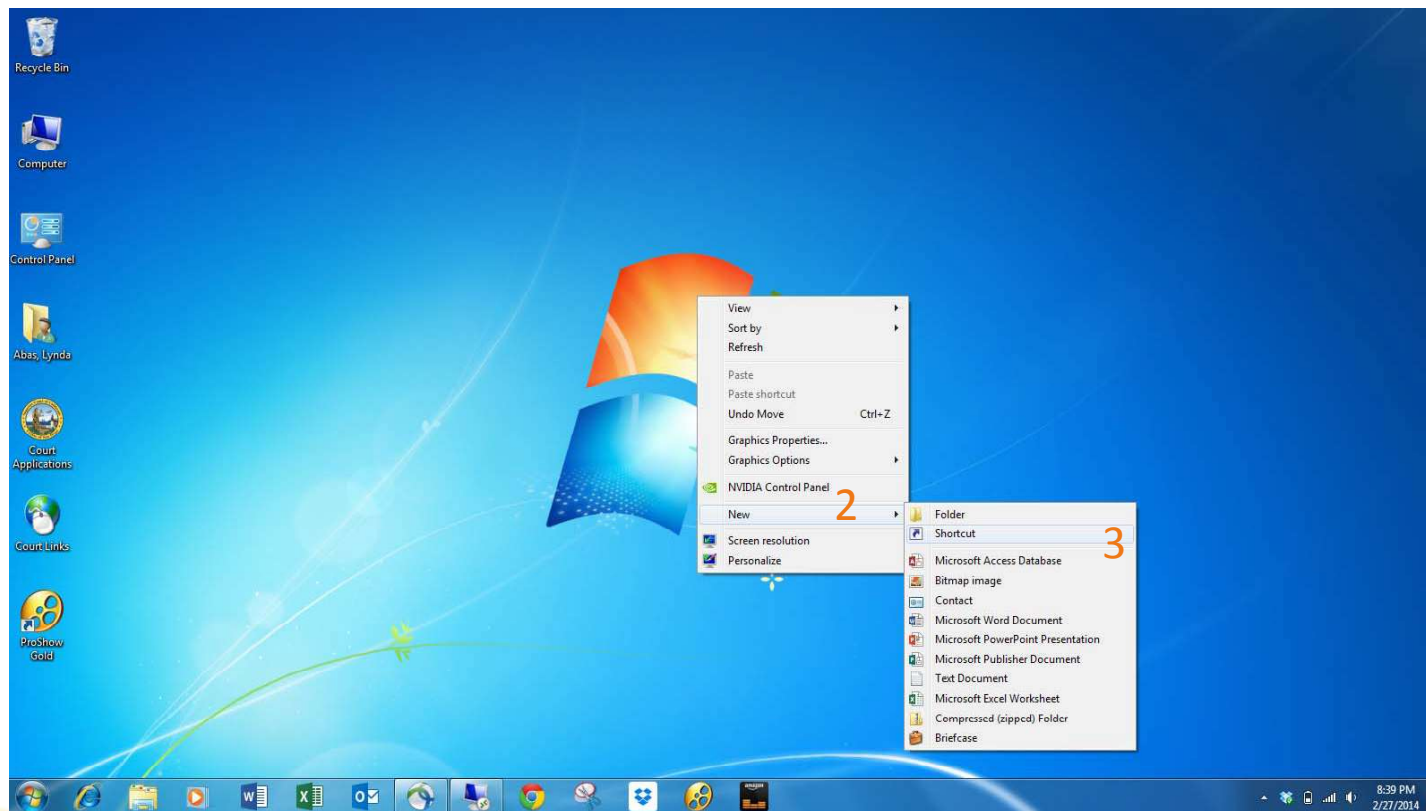 Recycle Bin
Computer
Control Panel
Abas, Lynda
Court
Applications
Court Links
ProShow
Gold
View
Sort by
Refresh
Paste
Paste shortcut
Undo Move Ctrl+Z
Graphics Properties...
Graphics Options
NVIDIA Control Panel
New 2
Screen resolution
Personalize
Folder
Shortcut 3
Microsoft Access Database
Bitmap image
Contact
Microsoft Word Document
Microsoft PowerPoint Presentation
Microsoft Publisher Document
Text Document
Microsoft Excel Worksheet
Compressed (zipped) Folder
Briefcase
amazon
8:39 PM
2/27/2014